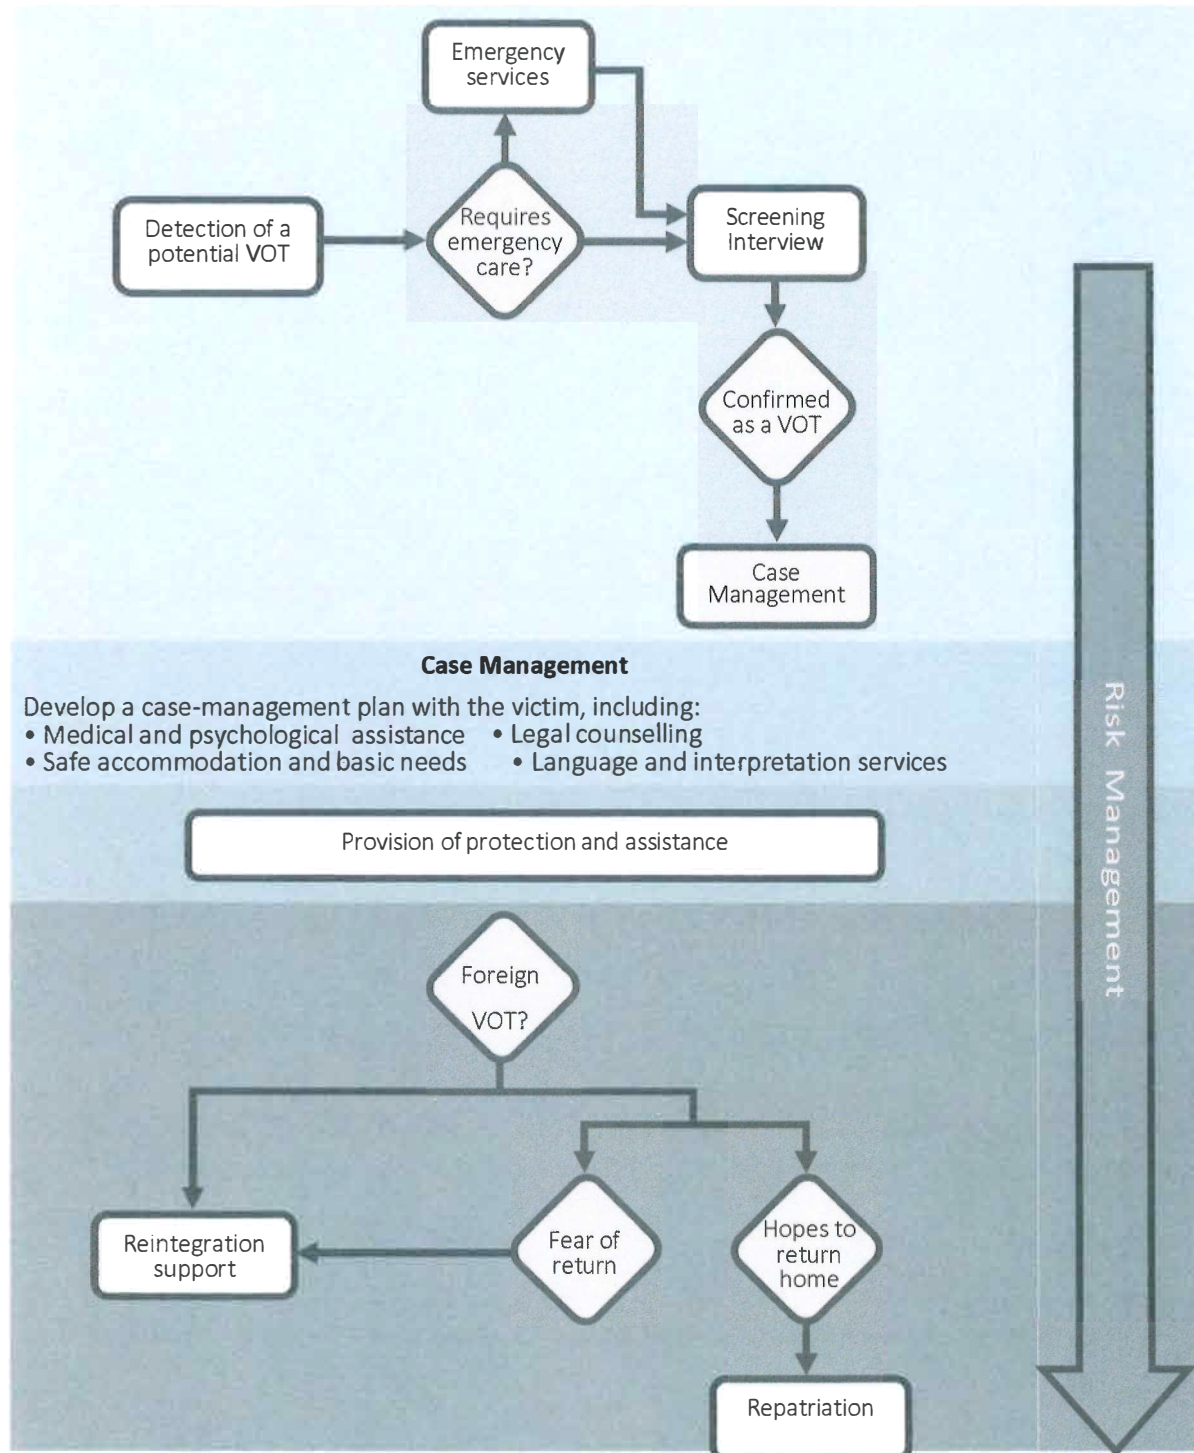 Emergency
services
Detection of a
potential VOT
Requires
emergency
care?
Screening
Interview
Confirmed
as a VOT
Case
Management
Case Management
Develop a case-management plan with the victim, including:
• Medical and psychological assistance • Legal counselling
• Safe accommodation and basic needs • Language and interpretation services
Provision of protection and assistance
Foreign
VOT?
Reintegration
support
Fear of
return
Hopes to
return
home
Repatriation
Risk Management